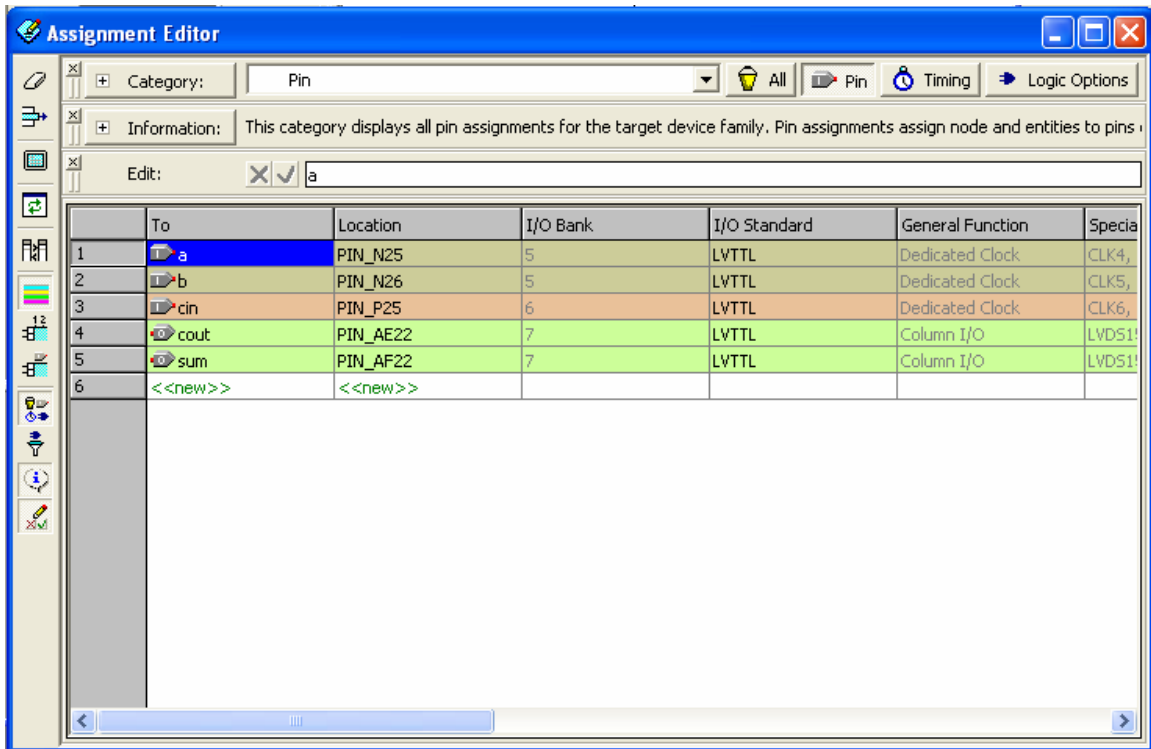 Assignment Editor
Category: Pin All Pin Timing Logic Options
Information: This category displays all pin assignments for the target device family. Pin assignments assign node and entities to pins
Edit: a
To Location I/O Bank I/O Standard General Function Specia
1 a PIN_N25 5 LVTTL Dedicated Clock CLK4,
2 b PIN_N26 5 LVTTL Dedicated Clock CLK5,
3 cin PIN_P25 6 LVTTL Dedicated Clock CLK6,
4 cout PIN_AE22 7 LVTTL Column I/O LVDS1
5 sum PIN_AF22 7 LVTTL Column I/O LVDS1
6 <<new>> <<new>>